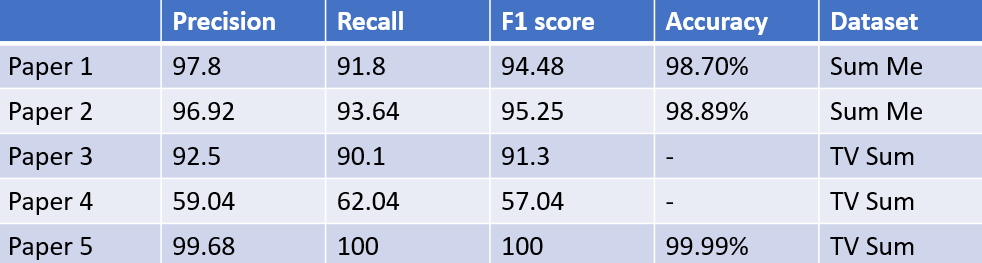 Precision Recall F1 score Accuracy Dataset
Paper 1 97.8 91.8 94.48 98.70% Sum Me
Paper 2 96.92 93.64 95.25 98.89% Sum Me
Paper 3 92.5 90.1 91.3 - TV Sum
Paper 4 59.04 62.04 57.04 - TV Sum
Paper 5 99.68 100 100 99.99% TV Sum